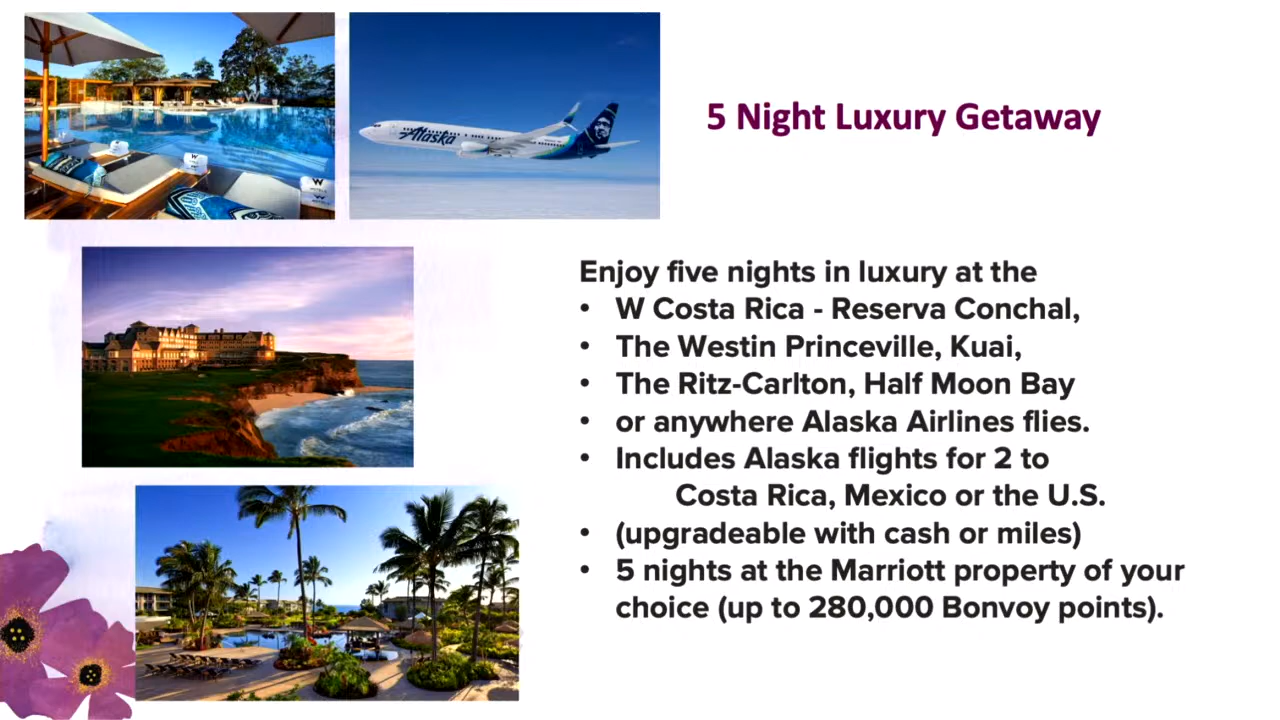 W
HOTELS
Alaska
5 Night Luxury Getaway
Enjoy five nights in luxury at the
• W Costa Rica - Reserva Conchal,
• The Westin Princeville, Kuai,
• The Ritz-Carlton, Half Moon Bay
• or anywhere Alaska Airlines flies.
• Includes Alaska flights for 2 to
Costa Rica, Mexico or the U.S.
• (upgradeable with cash or miles)
• 5 nights at the Marriott property of your
choice (up to 280,000 Bonvoy points).